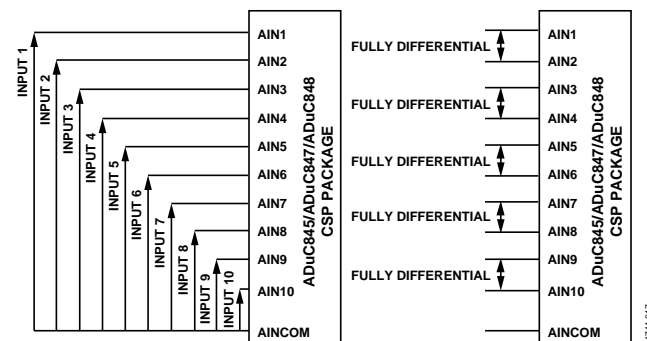 INPUT 1
INPUT 2
INPUT 3
INPUT 4
INPUT 5
INPUT 6
INPUT 7
INPUT 8
INPUT 9
INPUT 10
AIN1
AIN2
AIN3
AIN4
AIN5
AIN6
AIN7
AIN8
AIN9
AIN10
AINCOM
ADuC845/ADuC847/ADuC848
CSP PACKAGE
FULLY DIFFERENTIAL
FULLY DIFFERENTIAL
FULLY DIFFERENTIAL
FULLY DIFFERENTIAL
FULLY DIFFERENTIAL
AIN1
AIN2
AIN3
AIN4
AIN5
AIN6
AIN7
AIN8
AIN9
AIN10
AINCOM
ADuC845/ADuC847/ADuC848
CSP PACKAGE